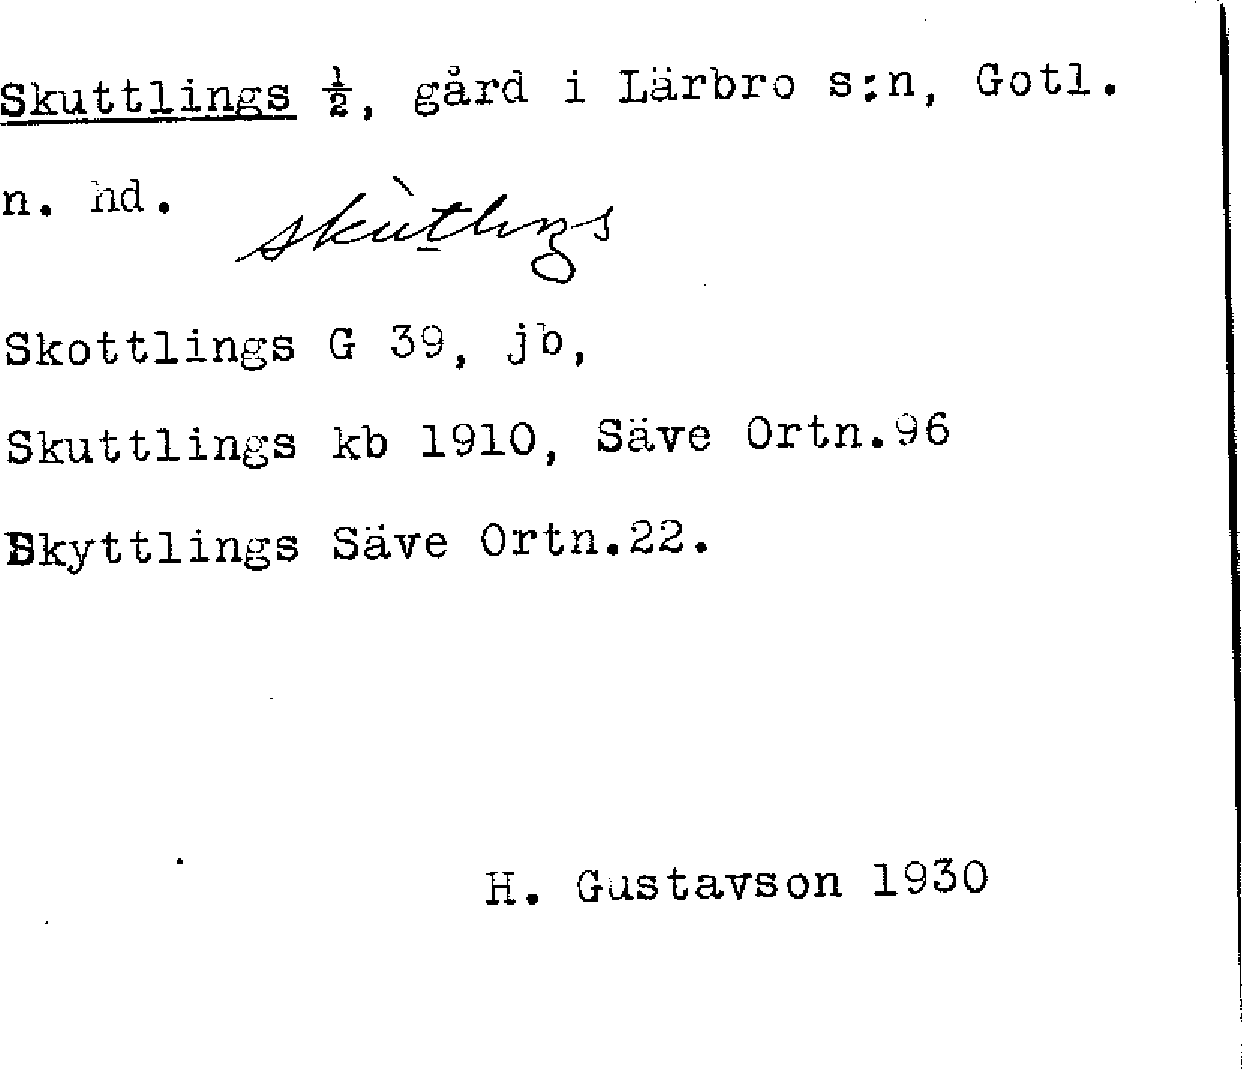 Skuttlings ½, gård i Lärbro s:n, Gotl.
n. hd.
skùtlings
Skottlings G 39, jb,
Skuttlings kb 1910, Säve Ortn.96
Skyttlings Säve Ortn.22.
H. Gustavson 1930